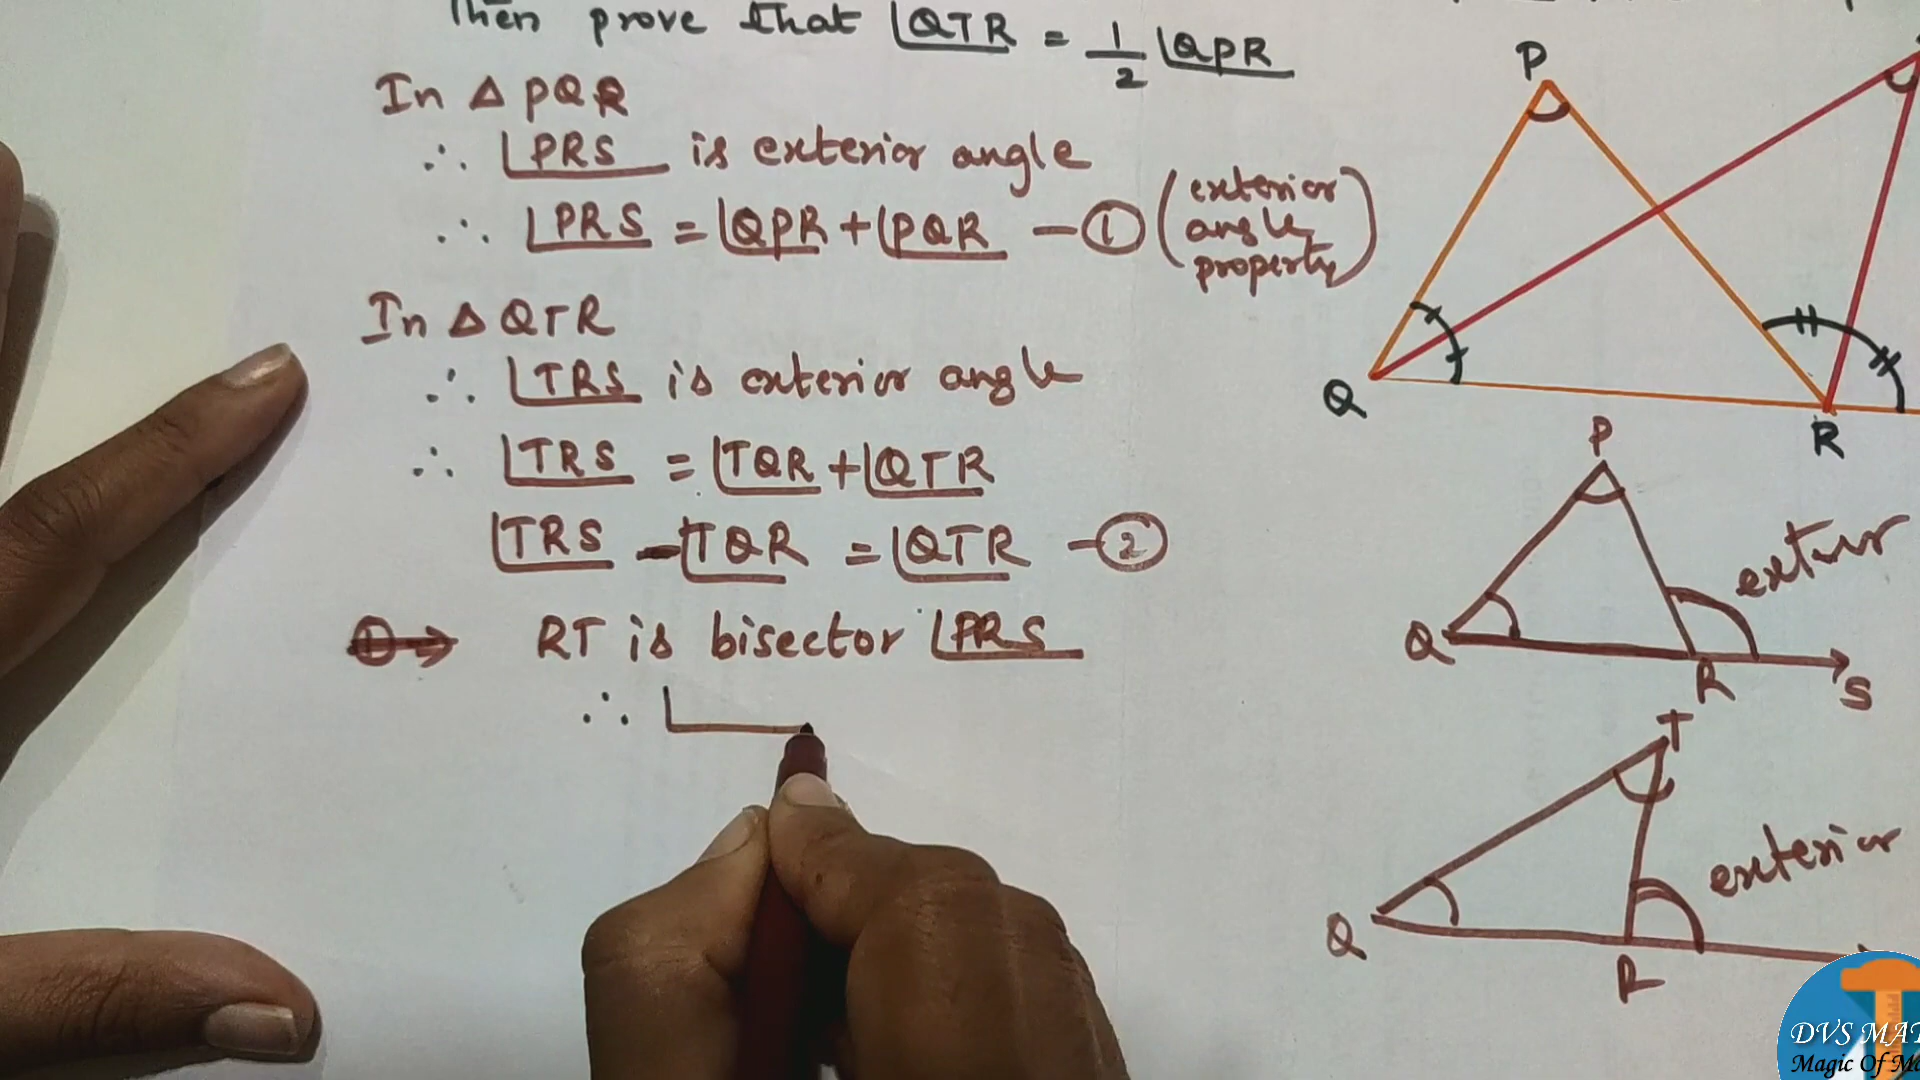 Then prove that ∠QTR = 1/2 ∠QPR
In △ PQR
∴ ∠PRS is exterior angle
∴ ∠PRS = ∠QPR + ∠PQR — ① (exterior angle property)
In △ QTR
∴ ∠TRS is exterior angle
∴ ∠TRS = ∠TQR + ∠QTR
∠TRS - ∠TQR = ∠QTR — ②
① → RT is bisector ∠PRS
∴ ∠
P
Q
R
P
Q
R
S
T
Q
R
exterior
DVS MAT
Magic Of Ma